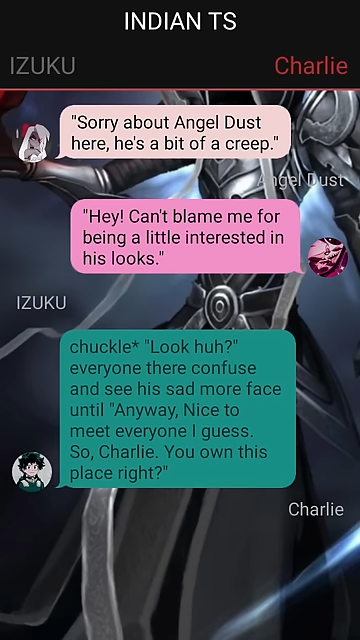 INDIAN TS
IZUKU
Charlie
"Sorry about Angel Dust
here, he's a bit of a creep."
Angel Dust
"Hey! Can't blame me for
being a little interested in
his looks."
IZUKU
chuckle* "Look huh?"
everyone there confuse
and see his sad more face
until "Anyway, Nice to
meet everyone I guess.
So, Charlie. You own this
place right?"
Charlie